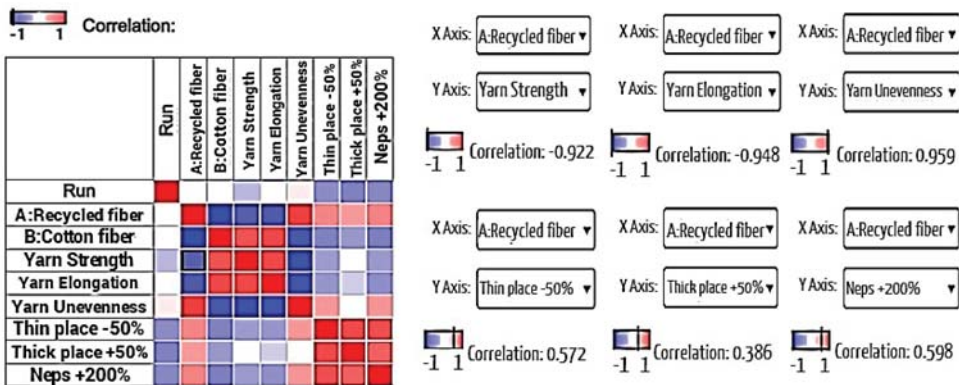 -1 1 Correlation:
Run
A:Recycled fiber
B:Cotton fiber
Yarn Strength
Yarn Elongation
Yarn Unevenness
Thin place -50%
Thick place +50%
Neps +200%
Run
A:Recycled fiber
B:Cotton fiber
Yarn Strength
Yarn Elongation
Yarn Unevenness
Thin place -50%
Thick place +50%
Neps +200%
X Axis: A:Recycled fiber
Y Axis: Yarn Strength
-1 1 Correlation: -0.922
X Axis: A:Recycled fiber
Y Axis: Yarn Elongation
-1 1 Correlation: -0.948
X Axis: A:Recycled fiber
Y Axis: Yarn Unevenness
-1 1 Correlation: 0.959
X Axis: A:Recycled fiber
Y Axis: Thin place -50%
-1 1 Correlation: 0.572
X Axis: A:Recycled fiber
Y Axis: Thick place +50%
-1 1 Correlation: 0.386
X Axis: A:Recycled fiber
Y Axis: Neps +200%
-1 1 Correlation: 0.598